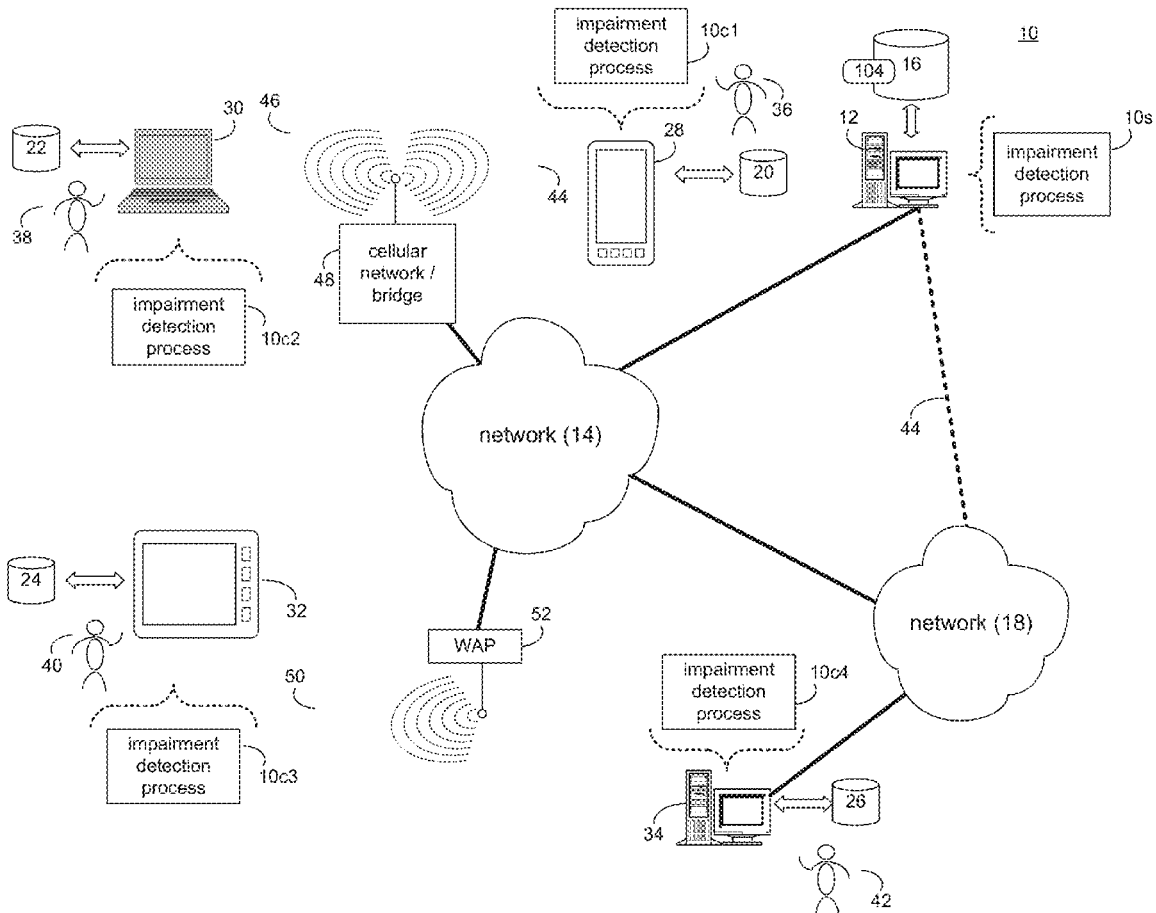 10
impairment
detection
process
10c1
36
104
16
12
10s
impairment
detection
process
46
30
22
38
28
44
20
48
cellular
network /
bridge
impairment
detection
process
10c2
network (14)
44
24
32
40
50
52
WAP
network (18)
impairment
detection
process
10c3
impairment
detection
process
10c4
34
26
42